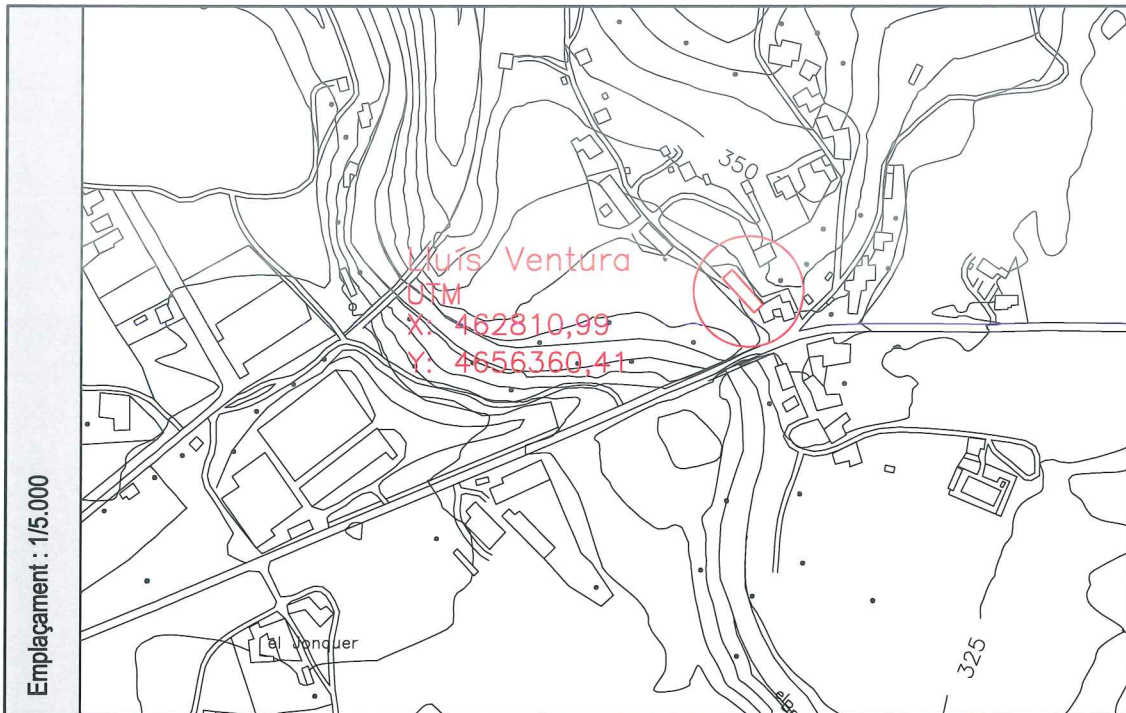 Emplaçament : 1/5.000
350
Lluís Ventura
UTM
X: 462810,99
Y: 4656360,41
el Jonquer
325